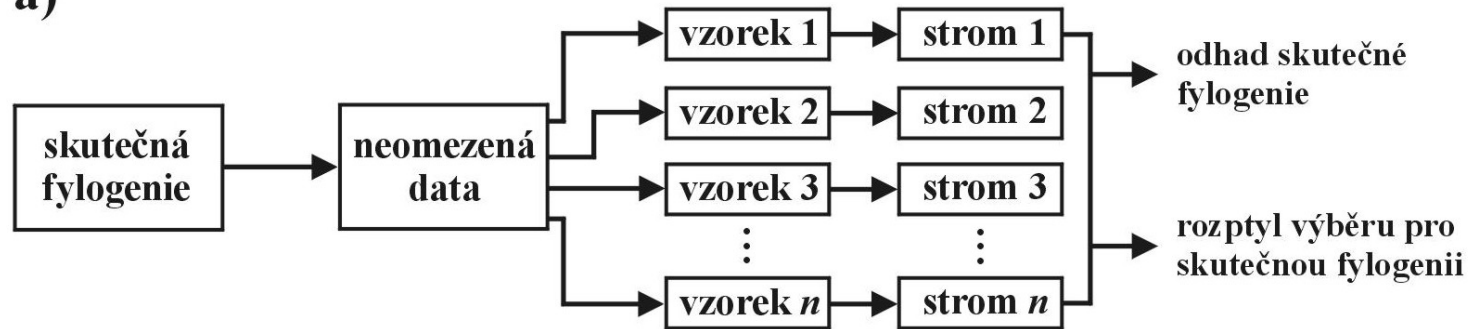 a)
skutečná
fylogenie
neomezená
data
vzorek 1
strom 1
vzorek 2
strom 2
vzorek 3
strom 3
vzorek n
strom n
odhad skutečné
fylogenie
rozptyl výběru pro
skutečnou fylogenii